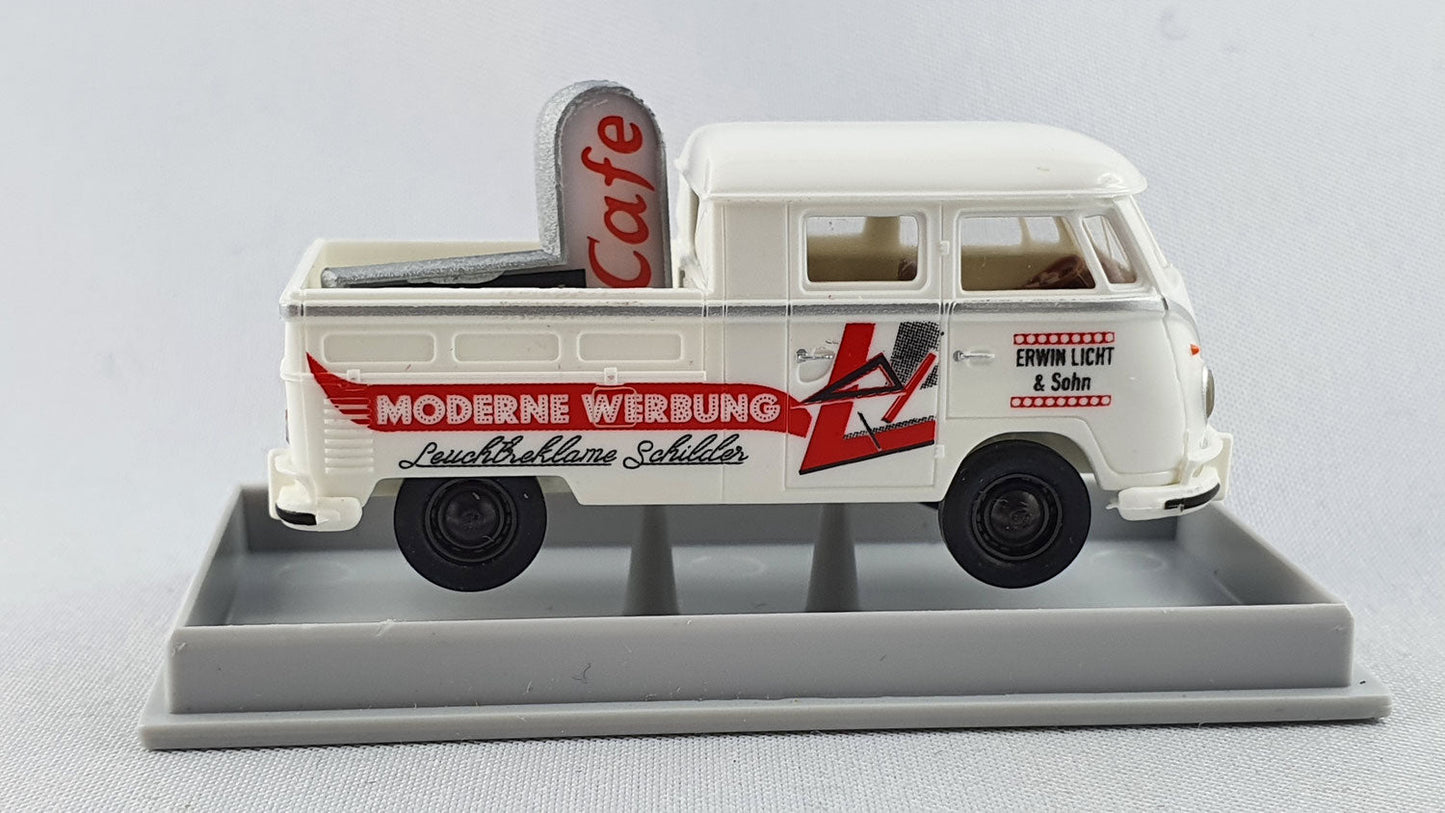 Cafe
ERWIN LICHT
& Sohn
MODERNE WERBUNG
Leuchtreklame Schilder